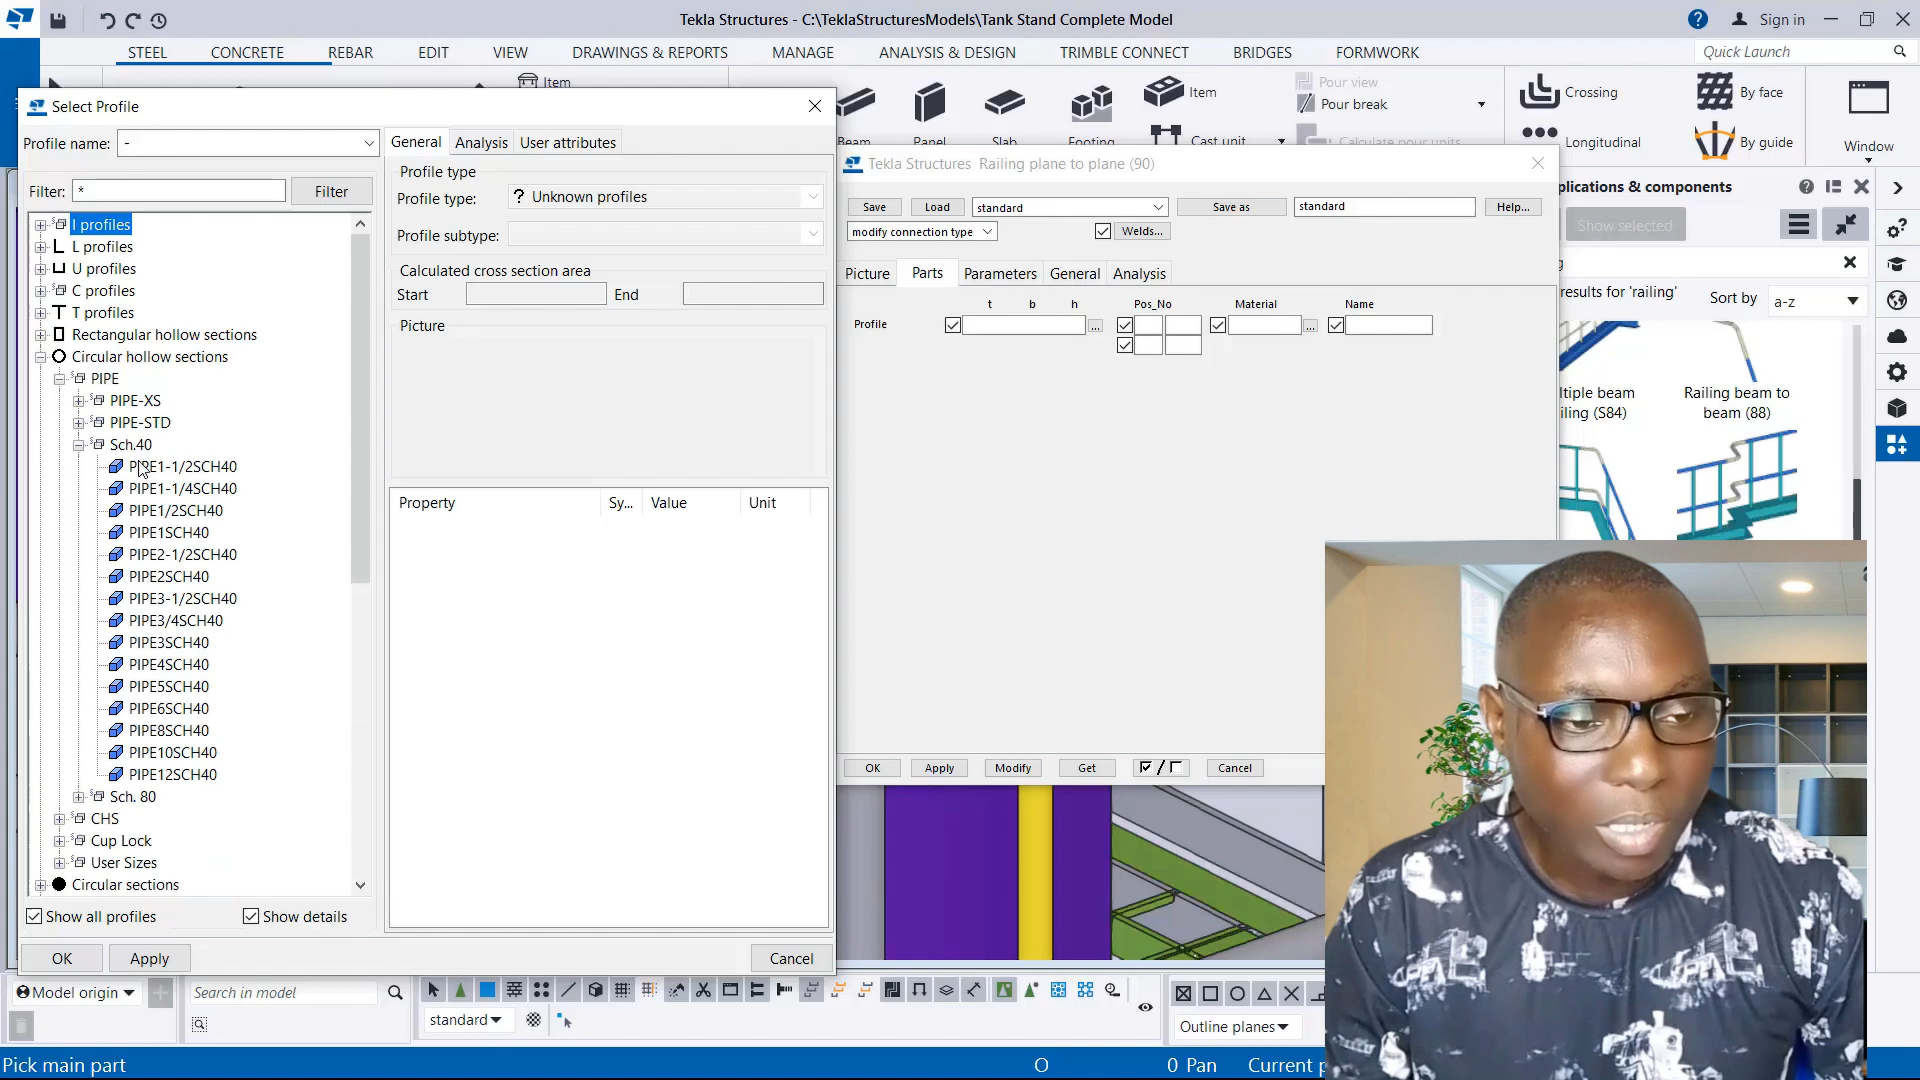 Tekla Structures - C:\TeklaStructuresModels\Tank Stand Complete Model
Sign in
STEEL CONCRETE REBAR EDIT VIEW DRAWINGS & REPORTS MANAGE ANALYSIS & DESIGN TRIMBLE CONNECT BRIDGES FORMWORK
Quick Launch
Item
Beam
Panel
Slab
Footing
Item
Cast unit
Pour view
Pour break
Calculate pour units
Crossing
Longitudinal
By face
By guide
Window
Select Profile
Profile name: -
Filter: *
Filter
I profiles
L profiles
U profiles
C profiles
T profiles
Rectangular hollow sections
Circular hollow sections
PIPE
PIPE-XS
PIPE-STD
Sch.40
PIPE1-1/2SCH40
PIPE1-1/4SCH40
PIPE1/2SCH40
PIPE1SCH40
PIPE2-1/2SCH40
PIPE2SCH40
PIPE3-1/2SCH40
PIPE3/4SCH40
PIPE3SCH40
PIPE4SCH40
PIPE5SCH40
PIPE6SCH40
PIPE8SCH40
PIPE10SCH40
PIPE12SCH40
Sch. 80
CHS
Cup Lock
User Sizes
Circular sections
Show all profiles
Show details
OK
Apply
Cancel
General Analysis User attributes
Profile type
Profile type: ? Unknown profiles
Profile subtype:
Calculated cross section area
Start
End
Picture
Property Sy... Value Unit
Tekla Structures Railing plane to plane (90)
Save Load standard Save as standard Help...
modify connection type Welds...
Picture Parts Parameters General Analysis
t b h Pos_No Material Name
Profile ... ...
OK Apply Modify Get / Cancel
plications & components
Show selected
g
results for 'railing' Sort by a-z
ltiple beam
iling (S84)
Railing beam to
beam (88)
Model origin
Search in model
standard
Outline planes
Pick main part
O
0 Pan
Current p